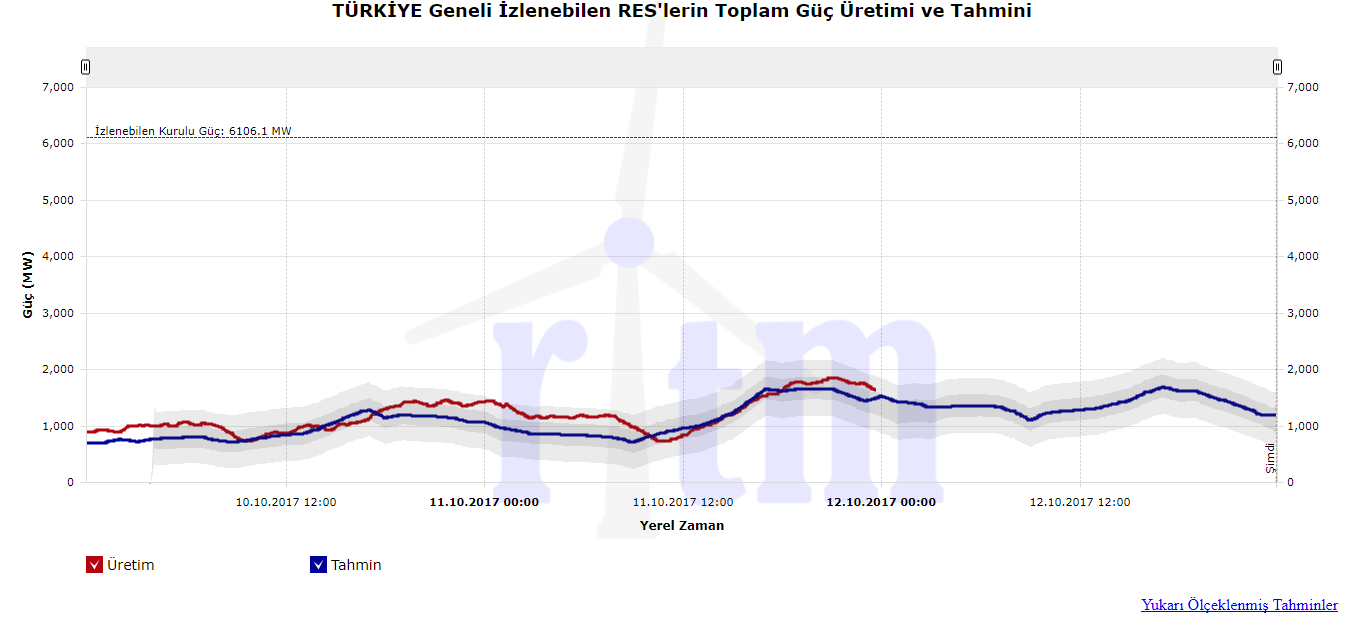 TÜRKİYE Geneli İzlenebilen RES'lerin Toplam Güç Üretimi ve Tahmini
7,000 7,000
İzlenebilen Kurulu Güç: 6106.1 MW
6,000 6,000
5,000 5,000
4,000 4,000
Güç (MW)
3,000 3,000
rtm
2,000 2,000
1,000 1,000
Şimdi
0 0
10.10.2017 12:00 11.10.2017 00:00 11.10.2017 12:00 12.10.2017 00:00 12.10.2017 12:00
Yerel Zaman
Üretim Tahmin
Yukarı Ölçeklenmiş Tahminler